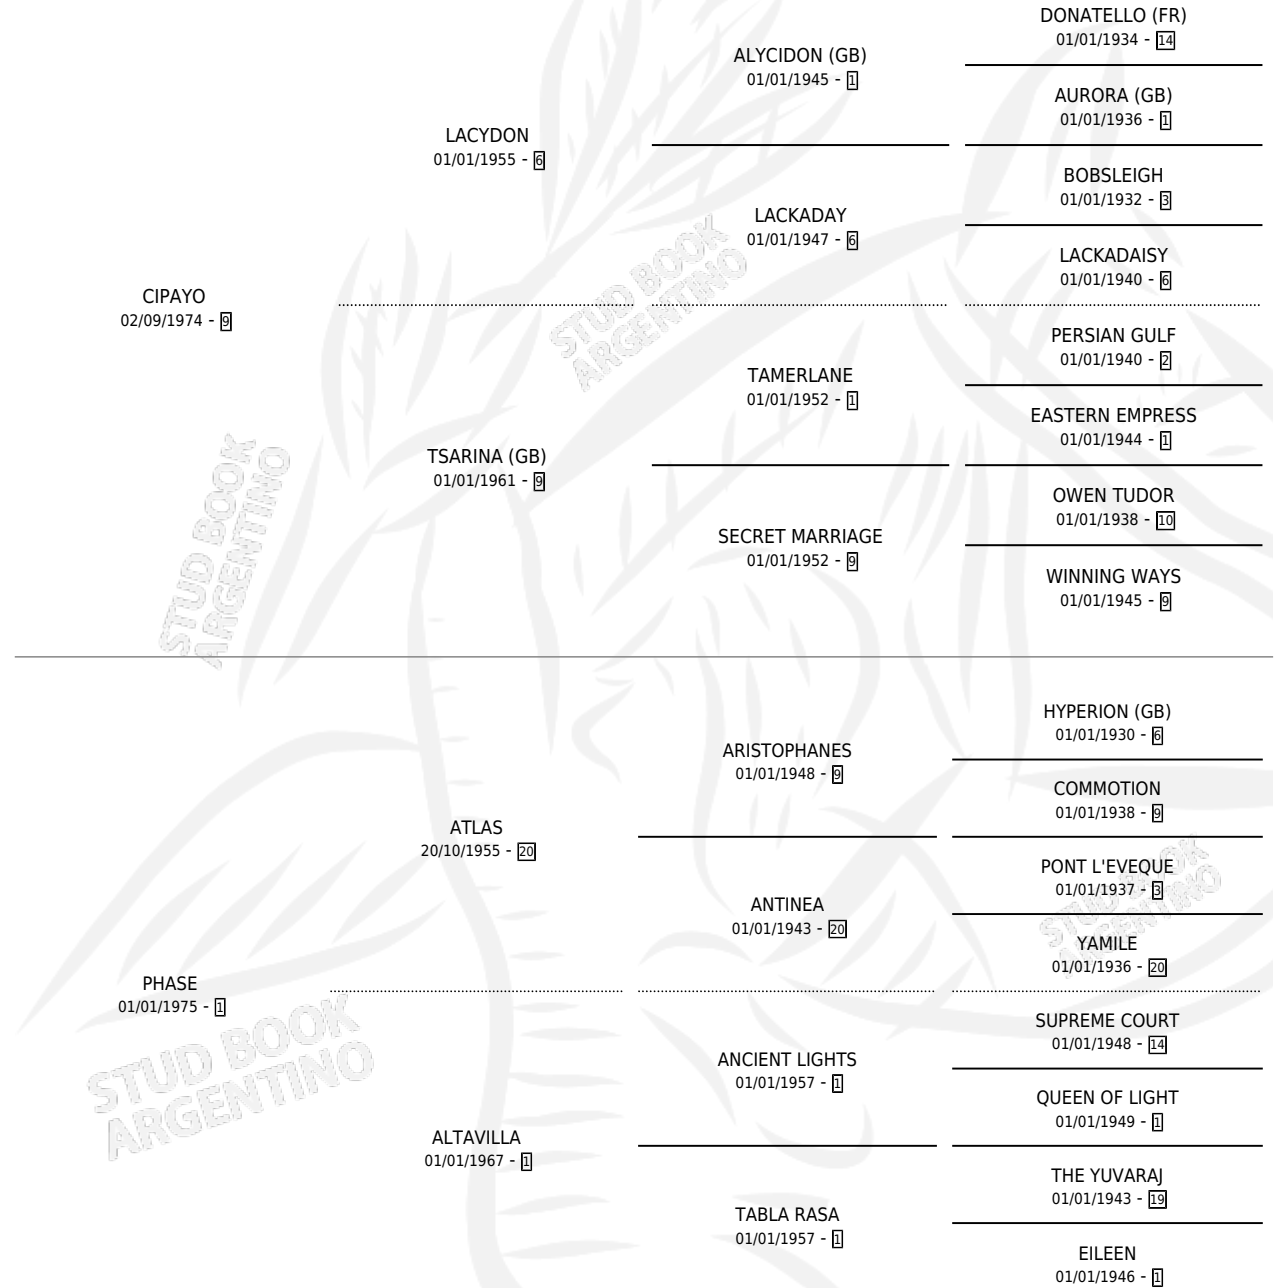 CIPAYO
02/09/1974 - 9
LACYDON
01/01/1955 - 6
ALYCIDON (GB)
01/01/1945 - 1
DONATELLO (FR)
01/01/1934 - 14
AURORA (GB)
01/01/1936 - 1
LACKADAY
01/01/1947 - 6
BOBSLEIGH
01/01/1932 - 3
LACKADAISY
01/01/1940 - 6
TSARINA (GB)
01/01/1961 - 9
TAMERLANE
01/01/1952 - 1
PERSIAN GULF
01/01/1940 - 2
EASTERN EMPRESS
01/01/1944 - 1
SECRET MARRIAGE
01/01/1952 - 9
OWEN TUDOR
01/01/1938 - 10
WINNING WAYS
01/01/1945 - 9
PHASE
01/01/1975 - 1
ATLAS
20/10/1955 - 20
ARISTOPHANES
01/01/1948 - 9
HYPERION (GB)
01/01/1930 - 6
COMMOTION
01/01/1938 - 9
ANTINEA
01/01/1943 - 20
PONT L'EVEQUE
01/01/1937 - 3
YAMILE
01/01/1936 - 20
ALTAVILLA
01/01/1967 - 1
ANCIENT LIGHTS
01/01/1957 - 1
SUPREME COURT
01/01/1948 - 14
QUEEN OF LIGHT
01/01/1949 - 1
TABLA RASA
01/01/1957 - 1
THE YUVARAJ
01/01/1943 - 19
EILEEN
01/01/1946 - 1
STUD BOOK
ARGENTINO
STUD BOOK
ARGENTINO
STUD BOOK
ARGENTINO
STUD BOOK
ARGENTINO